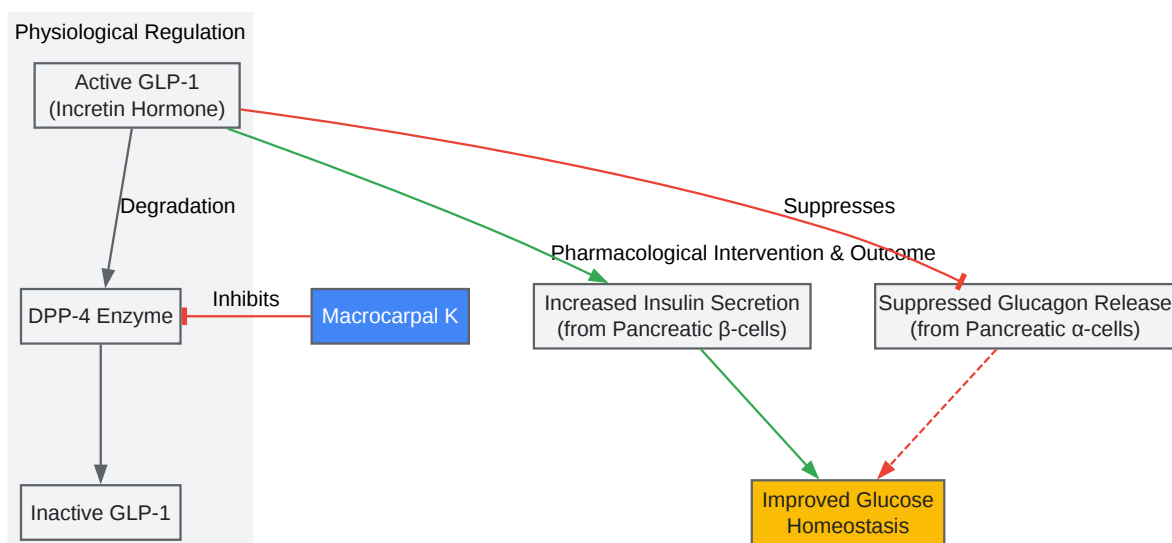 Physiological Regulation
Active GLP-1
(Incretin Hormone)
Degradation
Suppresses
Pharmacological Intervention & Outcome
DPP-4 Enzyme
Inhibits
Macrocarpal K
Increased Insulin Secretion
(from Pancreatic β-cells)
Suppressed Glucagon Release
(from Pancreatic α-cells)
Inactive GLP-1
Improved Glucose
Homeostasis